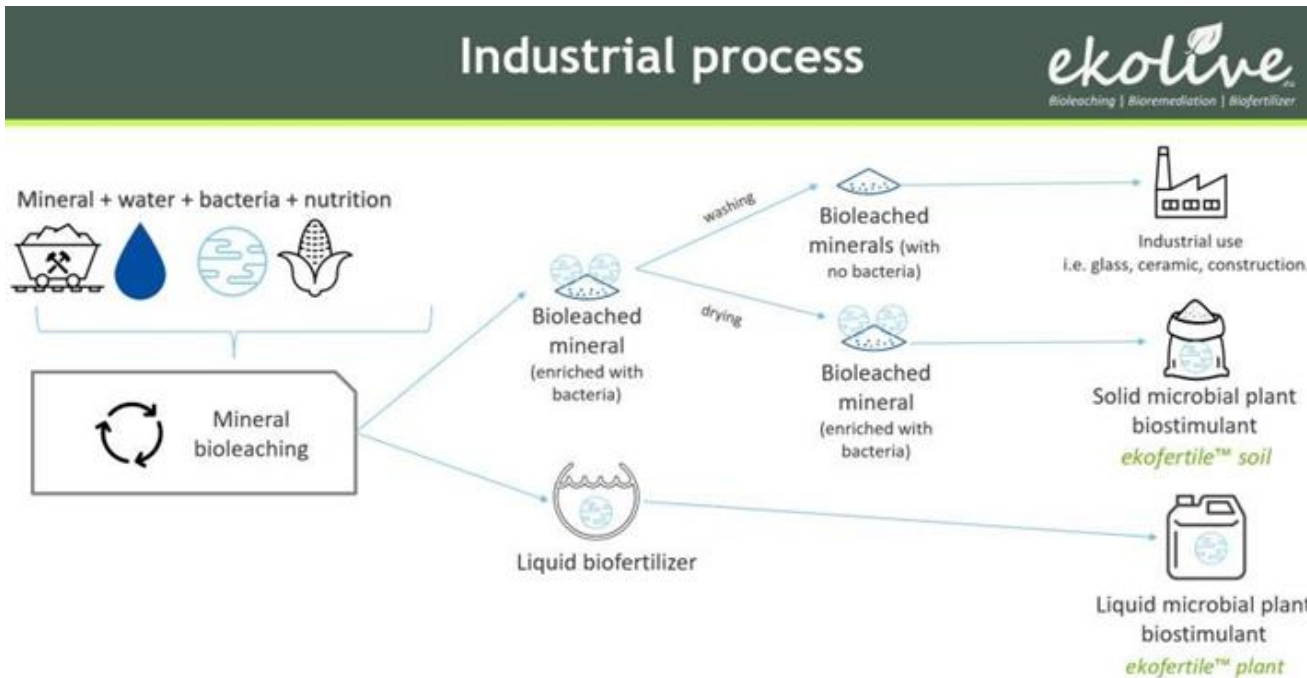 Industrial process
ekolive
Bioleaching | Bioremediation | Biofertilizer
Mineral + water + bacteria + nutrition
Mineral
bioleaching
Bioleached
mineral
(enriched with
bacteria)
washing
drying
Bioleached
minerals (with
no bacteria)
Industrial use
i.e. glass, ceramic, construction
Bioleached
mineral
(enriched with
bacteria)
Solid microbial plant
biostimulant
ekofertile™ soil
Liquid biofertilizer
Liquid microbial plant
biostimulant
ekofertile™ plant